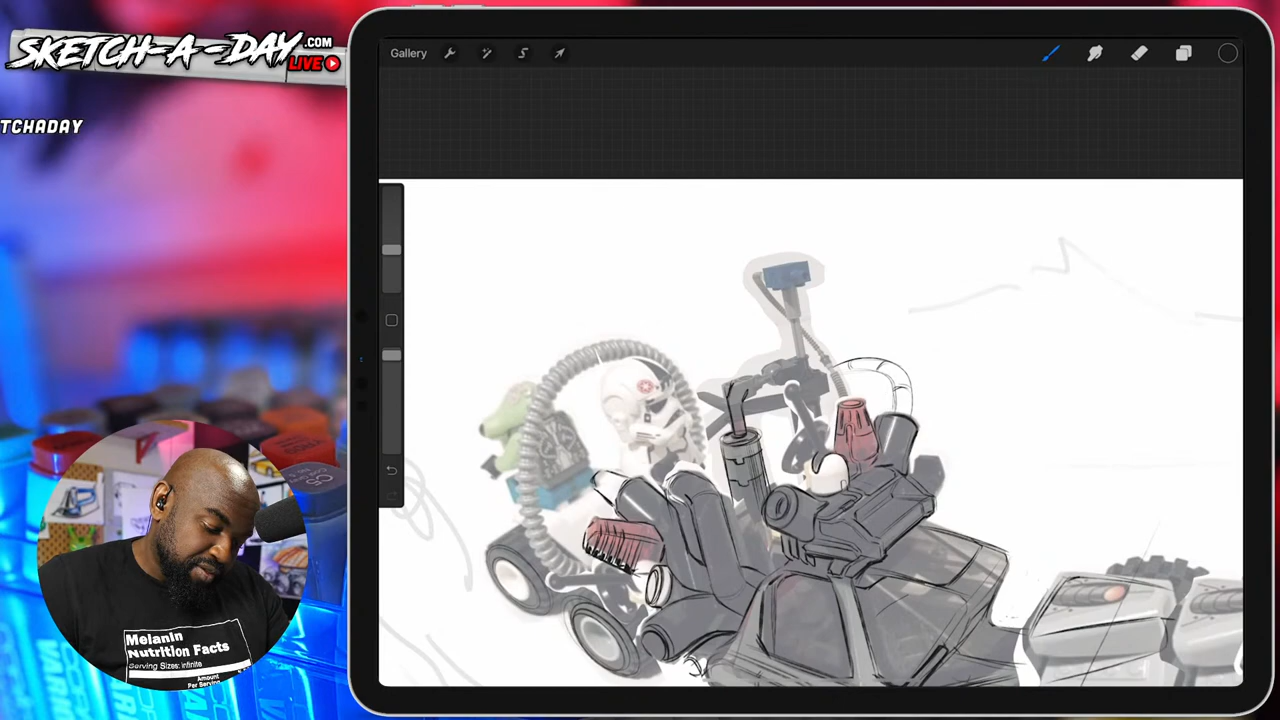 SKETCH-A-DAY.COM
LIVE
TCHADAY
Gallery
Melanin
Nutrition Facts
Serving Sizes: Infinite
Amount
Per Serving